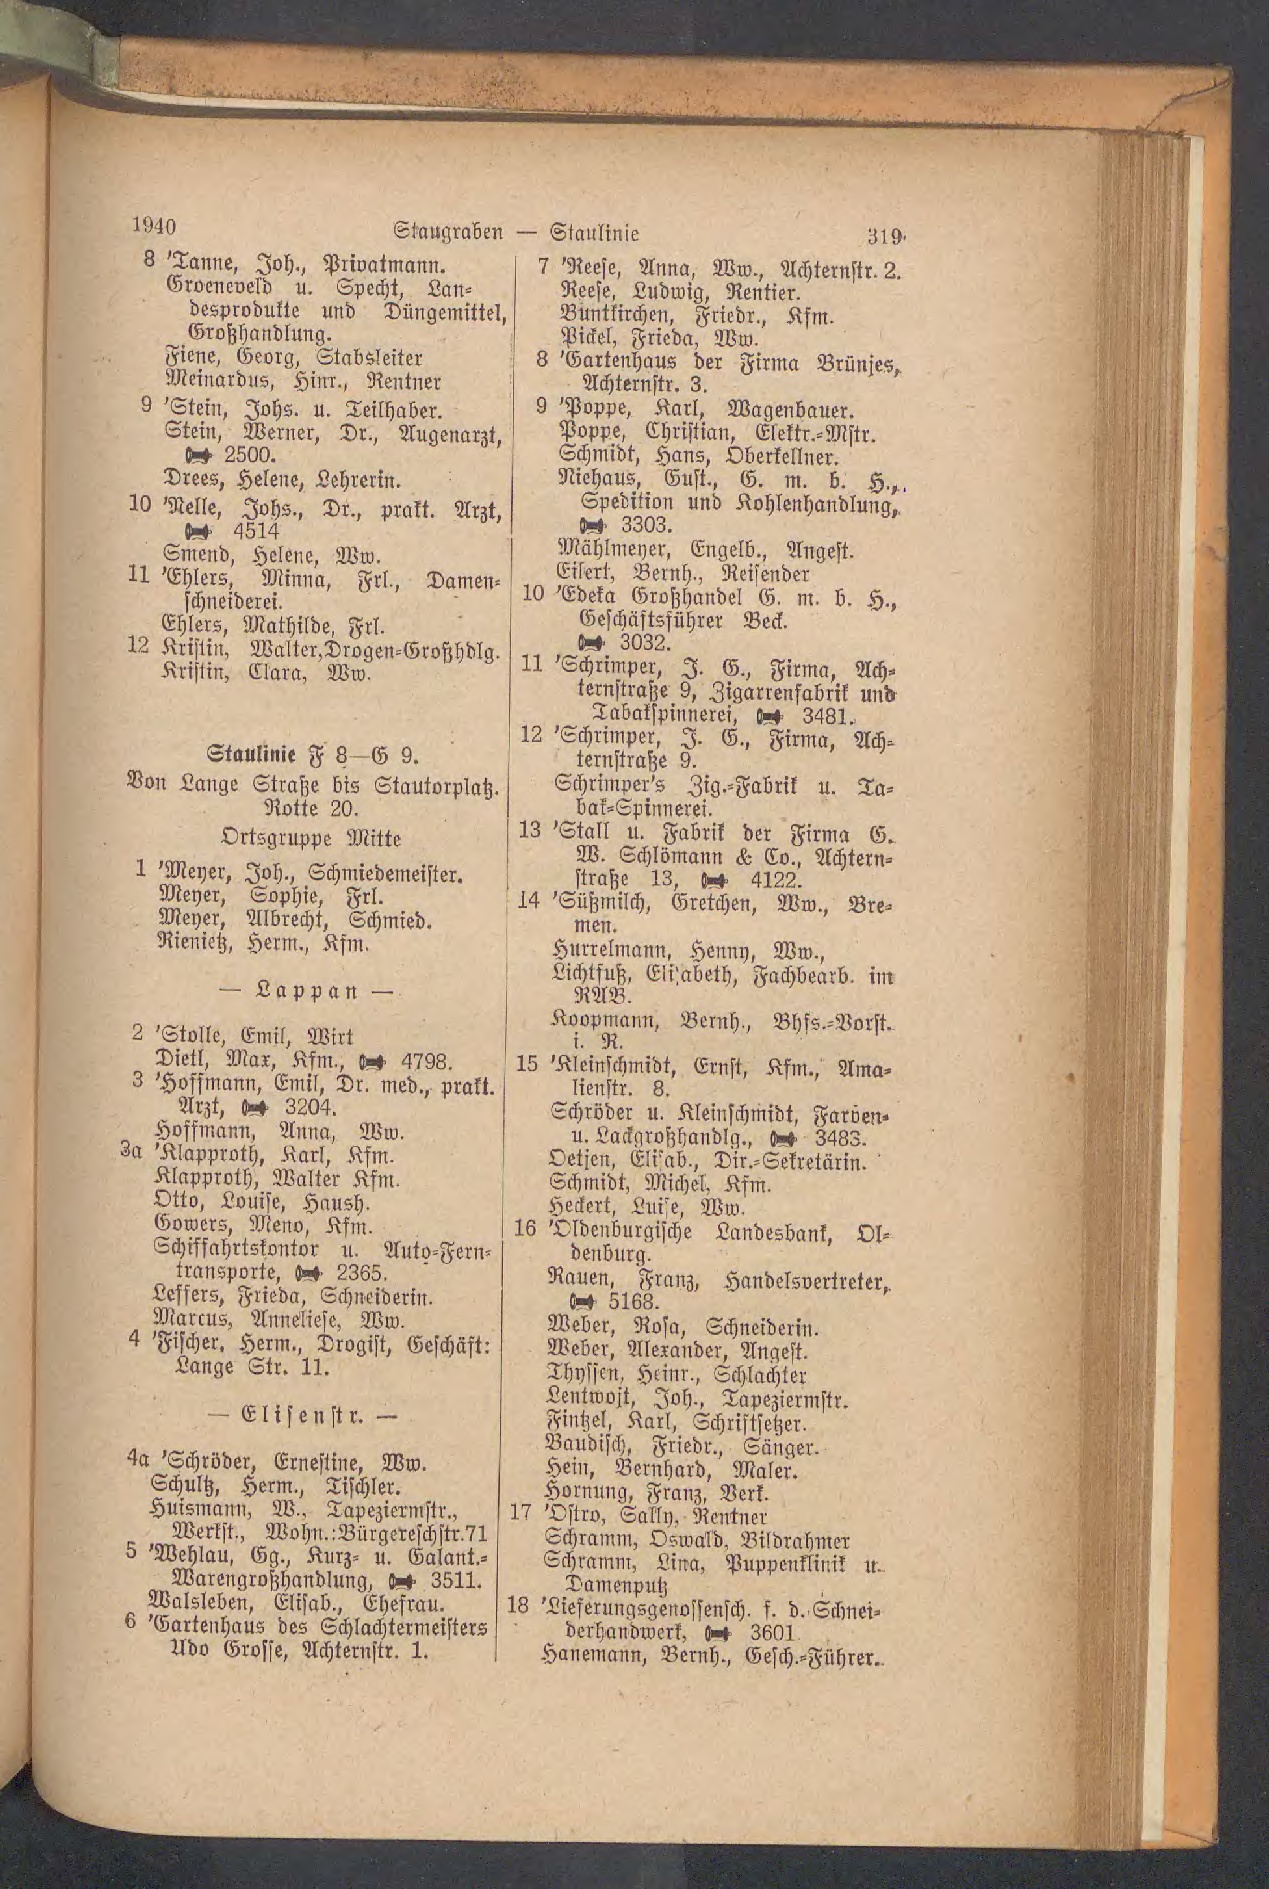 1940
Staugraben — Staulinie
319
8 'Tanne, Joh., Privatmann.
Groeneveld u. Specht, Lan-
desprodukte und Düngemittel,
Großhandlung.
Fiene, Georg, Stabsleiter
Meinardus, Hinr., Rentner
9 'Stein, Johs. u. Teilhaber.
Stein, Werner, Dr., Augenarzt,
2500.
Drees, Helene, Lehrerin.
10 'Nelle, Johs., Dr., prakt. Arzt,
4514
Smend, Helene, Ww.
11 'Ehlers, Minna, Frl., Damen-
schneiderei.
Ehlers, Mathilde, Frl.
12 Kristin, Walter, Drogen-Großhdlg.
Kristin, Clara, Ww.
Staulinie F 8—G 9.
Von Lange Straße bis Stautorplatz.
Rotte 20.
Ortsgruppe Mitte
1 'Meyer, Joh., Schmiedemeister.
Meyer, Sophie, Frl.
Meyer, Albrecht, Schmied.
Rienietz, Herm., Kfm.
— Lappan —
2 'Stolle, Emil, Wirt
Dietl, Max, Kfm., 4798.
3 'Hoffmann, Emil, Dr. med., prakt.
Arzt, 3204.
Hoffmann, Anna, Ww.
3a 'Klapproth, Karl, Kfm.
Klapproth, Walter Kfm.
Otto, Louise, Haush.
Gowers, Meno, Kfm.
Schiffahrtskontor u. Auto-Fern-
transporte, 2365.
Leffers, Frieda, Schneiderin.
Marcus, Anneliese, Ww.
4 'Fischer, Herm., Drogist, Geschäft:
Lange Str. 11.
— Elisenstr. —
4a 'Schröder, Ernestine, Ww.
Schultz, Herm., Tischler.
Huismann, W., Tapeziermstr.,
Werkst., Wohn.: Bürgereschstr. 71
5 'Wehlau, Gg., Kurz- u. Galant.-
Warengroßhandlung, 3511.
Walsleben, Elisab., Ehefrau.
6 'Gartenhaus des Schlachtermeisters
Udo Grosse, Achternstr. 1.
7 'Reese, Anna, Ww., Achternstr. 2.
Reese, Ludwig, Rentier.
Buntkirchen, Friedr., Kfm.
Pickel, Frieda, Ww.
8 'Gartenhaus der Firma Brünjes,
Achternstr. 3.
9 'Poppe, Karl, Wagenbauer.
Poppe, Christian, Elektr.-Mstr.
Schmidt, Hans, Oberkellner.
Niehaus, Gust., G. m. b. H.,
Spedition und Kohlenhandlung,
3303.
Mählmeyer, Engelb., Angest.
Eilert, Bernh., Reisender
10 'Edeka Großhandel G. m. b. H.,
Geschäftsführer Beck.
3032.
11 'Schrimper, J. G., Firma, Ach-
ternstraße 9, Zigarrenfabrik und
Tabakspinnerei, 3481.
12 'Schrimper, J. G., Firma, Ach-
ternstraße 9.
Schrimper's Zig.-Fabrik u. Ta-
bak-Spinnerei.
13 'Stall u. Fabrik der Firma G.
W. Schlömann & Co., Achtern-
straße 13, 4122.
14 'Süßmilch, Gretchen, Ww., Bre-
men.
Hurrelmann, Henny, Ww.,
Lichtfuß, Elisabeth, Fachbearb. im
RAB.
Koopmann, Bernh., Bhfs.-Vorst.
i. R.
15 'Kleinschmidt, Ernst, Kfm., Ama-
lienstr. 8.
Schröder u. Kleinschmidt, Farben-
u. Lackgroßhandlg., 3483.
Oetjen, Elisab., Dir.-Sekretärin.
Schmidt, Michel, Kfm.
Heckert, Luise, Ww.
16 'Oldenburgische Landesbank, Ol-
denburg.
Rauen, Franz, Handelsvertreter,
5168.
Weber, Rosa, Schneiderin.
Weber, Alexander, Angest.
Thyssen, Heinr., Schlachter
Lentwojt, Joh., Tapeziermstr.
Fintzel, Karl, Schriftsetzer.
Baudisch, Friedr., Sänger.
Hein, Bernhard, Maler.
Hornung, Franz, Verk.
17 'Ostro, Sally, Rentner
Schramm, Oswald, Bildrahmer
Schramm, Lina, Puppenklinik u.
Damenputz
18 'Lieferungsgenossensch. f. d. Schnei-
derhandwerk, 3601
Hanemann, Bernh., Gesch.-Führer.